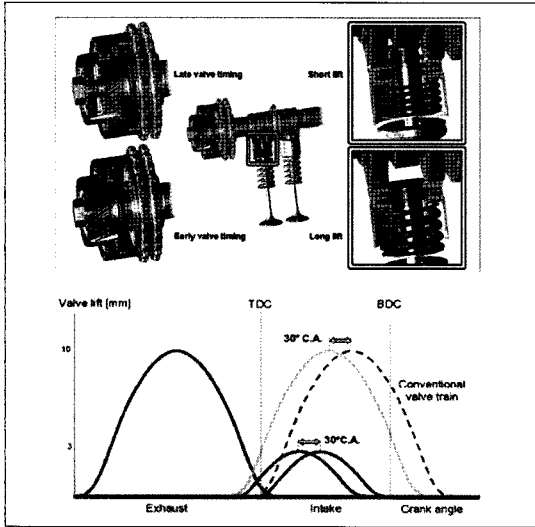 Late valve timing
Short lift
Early valve timing
Long lift
Valve lift [mm]
TDC
BDC
30° C.A.
10
Conventional
valve train
30°C.A.
3
Exhaust
Intake
Crank angle